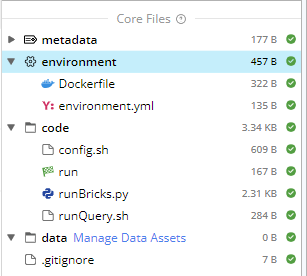 Core Files
metadata 177 B
environment 457 B
Dockerfile 322 B
Y: environment.yml 135 B
code 3.34 KB
config.sh 609 B
run 167 B
runBricks.py 2.31 KB
runQuery.sh 284 B
data Manage Data Assets 0 B
.gitignore 7 B